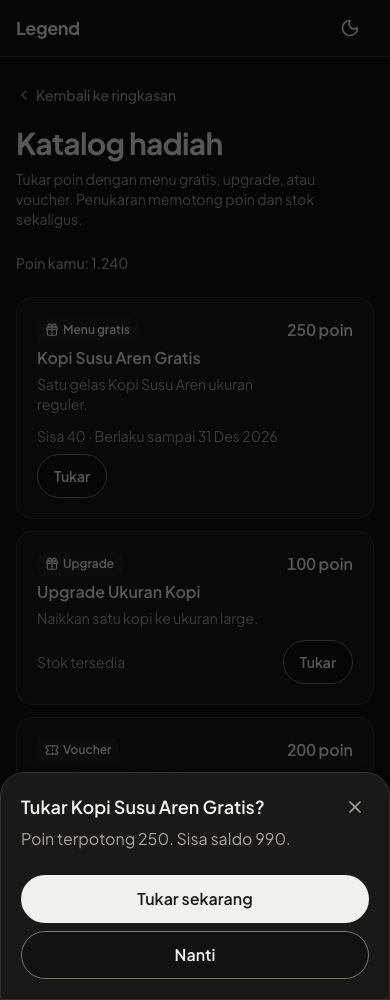 Legend
Kembali ke ringkasan
Katalog hadiah
Tukar poin dengan menu gratis, upgrade, atau
voucher. Penukaran memotong poin dan stok
sekaligus.
Poin kamu: 1.240
Menu gratis
250 poin
Kopi Susu Aren Gratis
Satu gelas Kopi Susu Aren ukuran
reguler.
Sisa 40 · Berlaku sampai 31 Des 2026
Tukar
Upgrade
100 poin
Upgrade Ukuran Kopi
Naikkan satu kopi ke ukuran large.
Stok tersedia
Tukar
Voucher
200 poin
Tukar Kopi Susu Aren Gratis?
Poin terpotong 250. Sisa saldo 990.
Tukar sekarang
Nanti